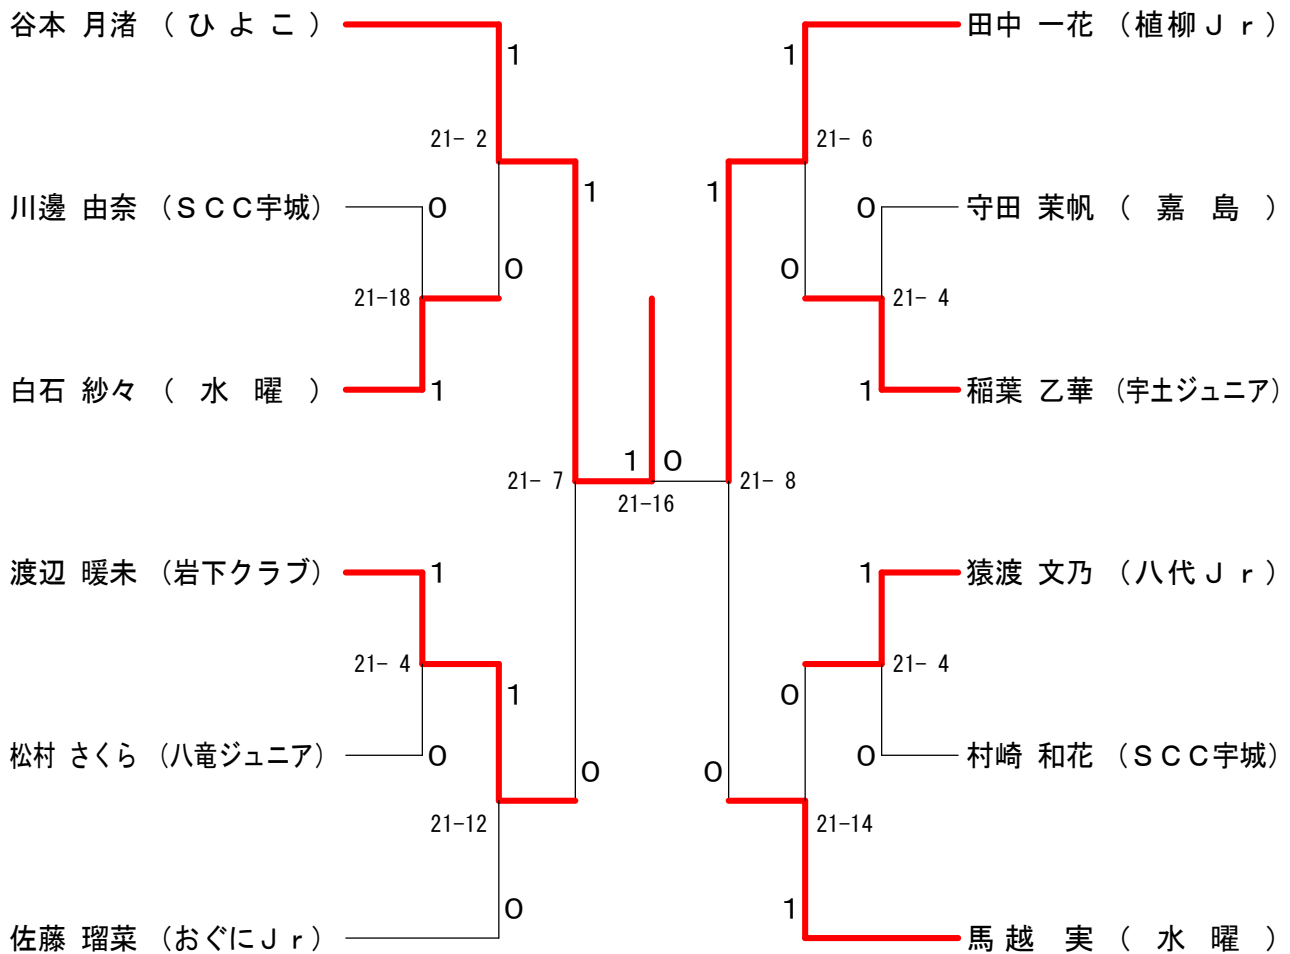 谷本 月渚 （ひよこ） 田中 一花 （植柳Ｊｒ）
1 1
21- 2 21- 6
川邊 由奈 （ＳＣＣ宇城） 0 1 1 0 守田 茉帆 （嘉島）
0 0
21-18 21- 4
白石 紗々 （水曜） 1 1 稲葉 乙華 （宇土ジュニア）
1 0
21- 7 21-16 21- 8
渡辺 暖未 （岩下クラブ） 1 1 猿渡 文乃 （八代Ｊｒ）
21- 4 21- 4
1 0
松村 さくら （八竜ジュニア） 0 0 0 0 村崎 和花 （ＳＣＣ宇城）
21-12 21-14
0 1
佐藤 瑠菜 （おぐにＪｒ） 馬越 実 （水曜）